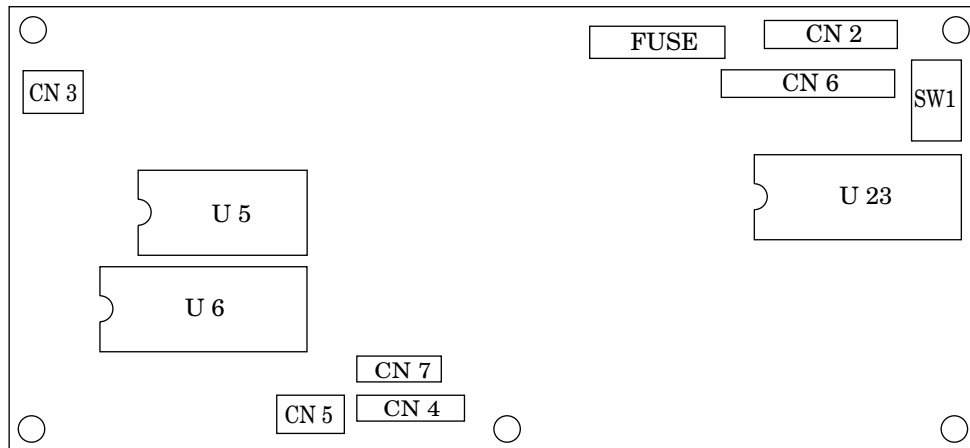 FUSE
CN 2
CN 6
CN 3
SW1
U 5
U 23
U 6
CN 7
CN 5
CN 4